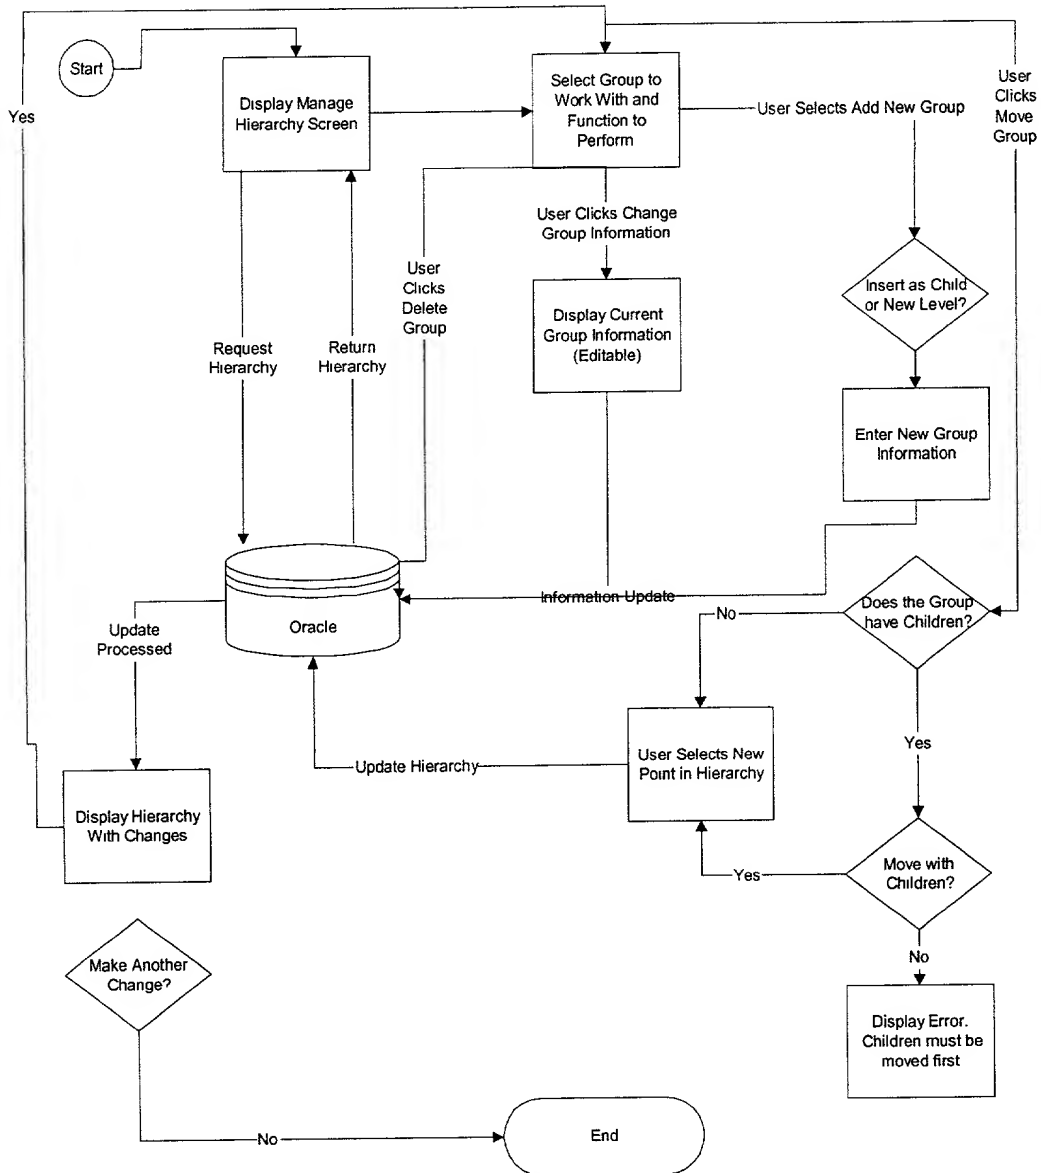 Start
Yes
Display Manage
Hierarchy Screen
Select Group to
Work With and
Function to
Perform
User Selects Add New Group
User
Clicks
Move
Group
User Clicks Change
Group Information
User
Clicks
Delete
Group
Insert as Child
or New Level?
Display Current
Group Information
(Editable)
Request
Hierarchy
Return
Hierarchy
Enter New Group
Information
Information Update
Oracle
No
Does the Group
have Children?
Update
Processed
Yes
User Selects New
Point in Hierarchy
Update Hierarchy
Display Hierarchy
With Changes
Yes
Move with
Children?
No
Make Another
Change?
Display Error.
Children must be
moved first
No
End